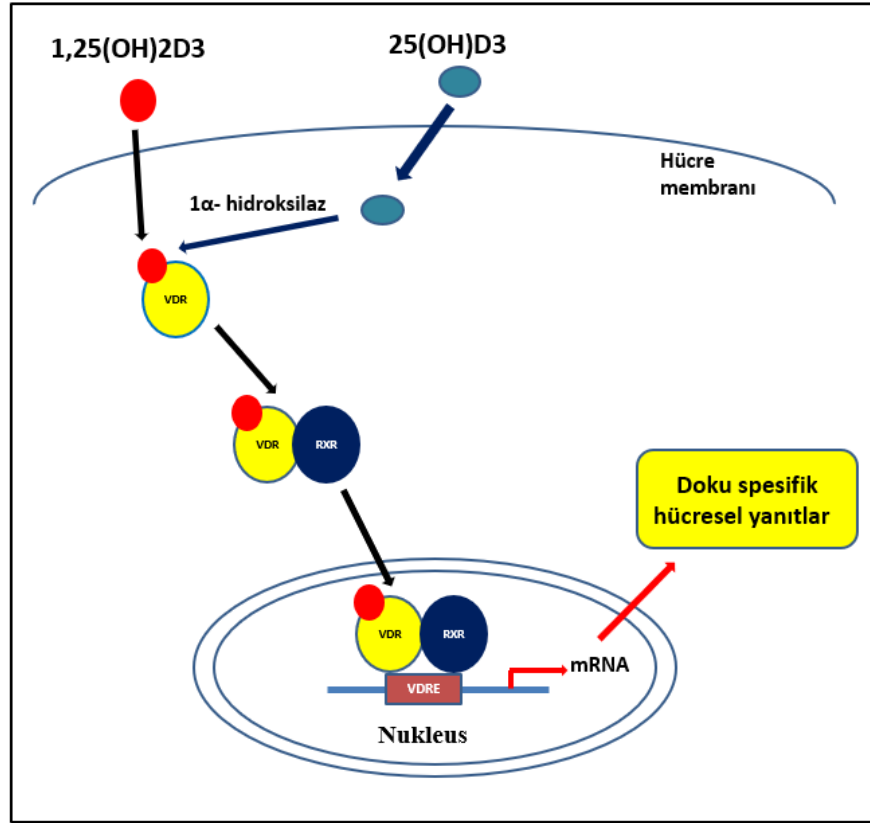 1,25(OH)2D3
25(OH)D3
Hücre
membranı
1α- hidroksilaz
VDR
VDR
RXR
Doku spesifik
hücresel yanıtlar
VDR
RXR
mRNA
VDRE
Nukleus